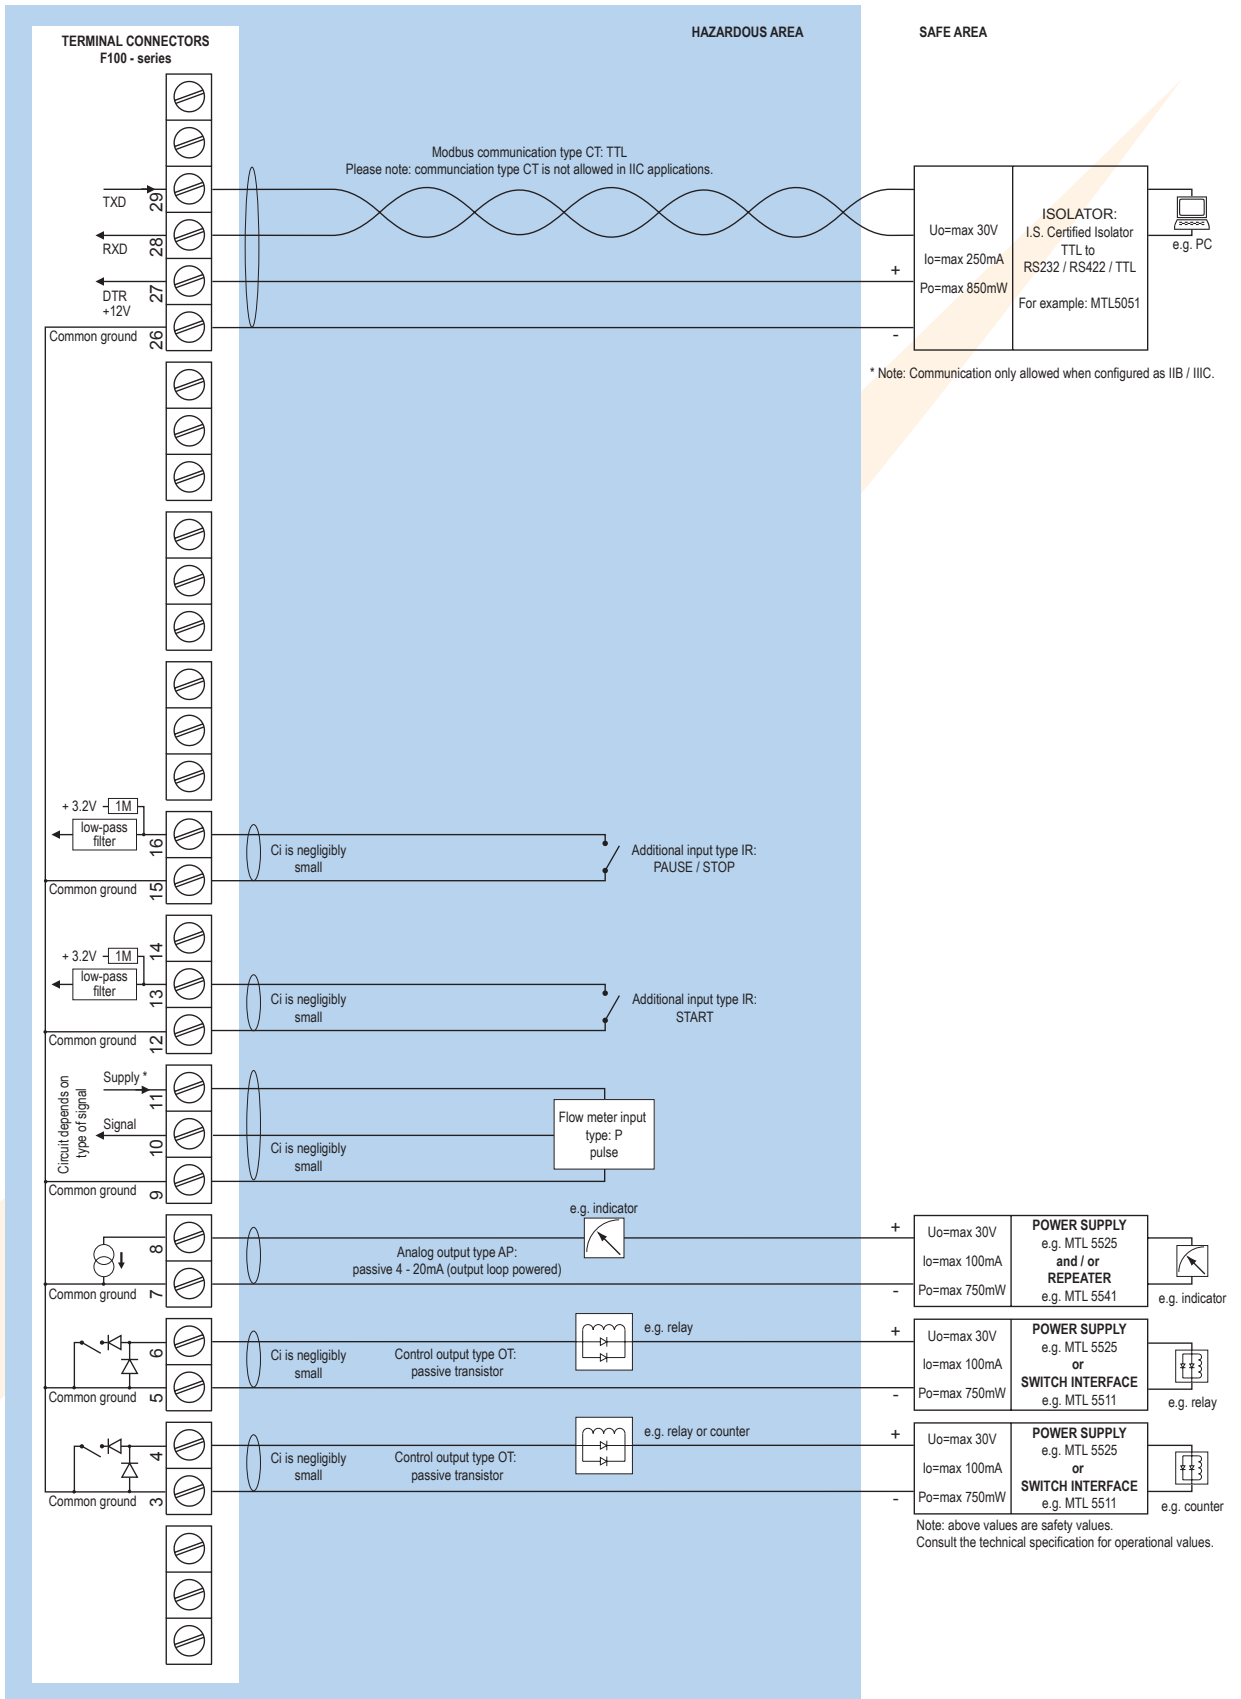 HAZARDOUS AREA
SAFE AREA
TERMINAL CONNECTORS
F100 - series
Modbus communication type CT: TTL
Please note: communciation type CT is not allowed in IIC applications.
TXD
29
RXD
28
DTR
+12V
27
Common ground
26
+
-
Uo=max 30V
Io=max 250mA
Po=max 850mW
ISOLATOR:
I.S. Certified Isolator
TTL to
RS232 / RS422 / TTL
For example: MTL5051
e.g. PC
* Note: Communication only allowed when configured as IIB / IIIC.
+ 3.2V
1M
low-pass
filter
16
Common ground
15
Ci is negligibly
small
Additional input type IR:
PAUSE / STOP
14
+ 3.2V
1M
low-pass
filter
13
Common ground
12
Ci is negligibly
small
Additional input type IR:
START
Circuit depends on
type of signal
Supply *
11
Signal
10
Common ground
9
Ci is negligibly
small
Flow meter input
type: P
pulse
8
Common ground
7
Analog output type AP:
passive 4 - 20mA (output loop powered)
e.g. indicator
+
-
Uo=max 30V
Io=max 100mA
Po=max 750mW
POWER SUPPLY
e.g. MTL 5525
and / or
REPEATER
e.g. MTL 5541
e.g. indicator
6
Common ground
5
Ci is negligibly
small
Control output type OT:
passive transistor
e.g. relay
+
-
Uo=max 30V
Io=max 100mA
Po=max 750mW
POWER SUPPLY
e.g. MTL 5525
or
SWITCH INTERFACE
e.g. MTL 5511
e.g. relay
4
Common ground
3
Ci is negligibly
small
Control output type OT:
passive transistor
e.g. relay or counter
+
-
Uo=max 30V
Io=max 100mA
Po=max 750mW
POWER SUPPLY
e.g. MTL 5525
or
SWITCH INTERFACE
e.g. MTL 5511
e.g. counter
Note: above values are safety values.
Consult the technical specification for operational values.